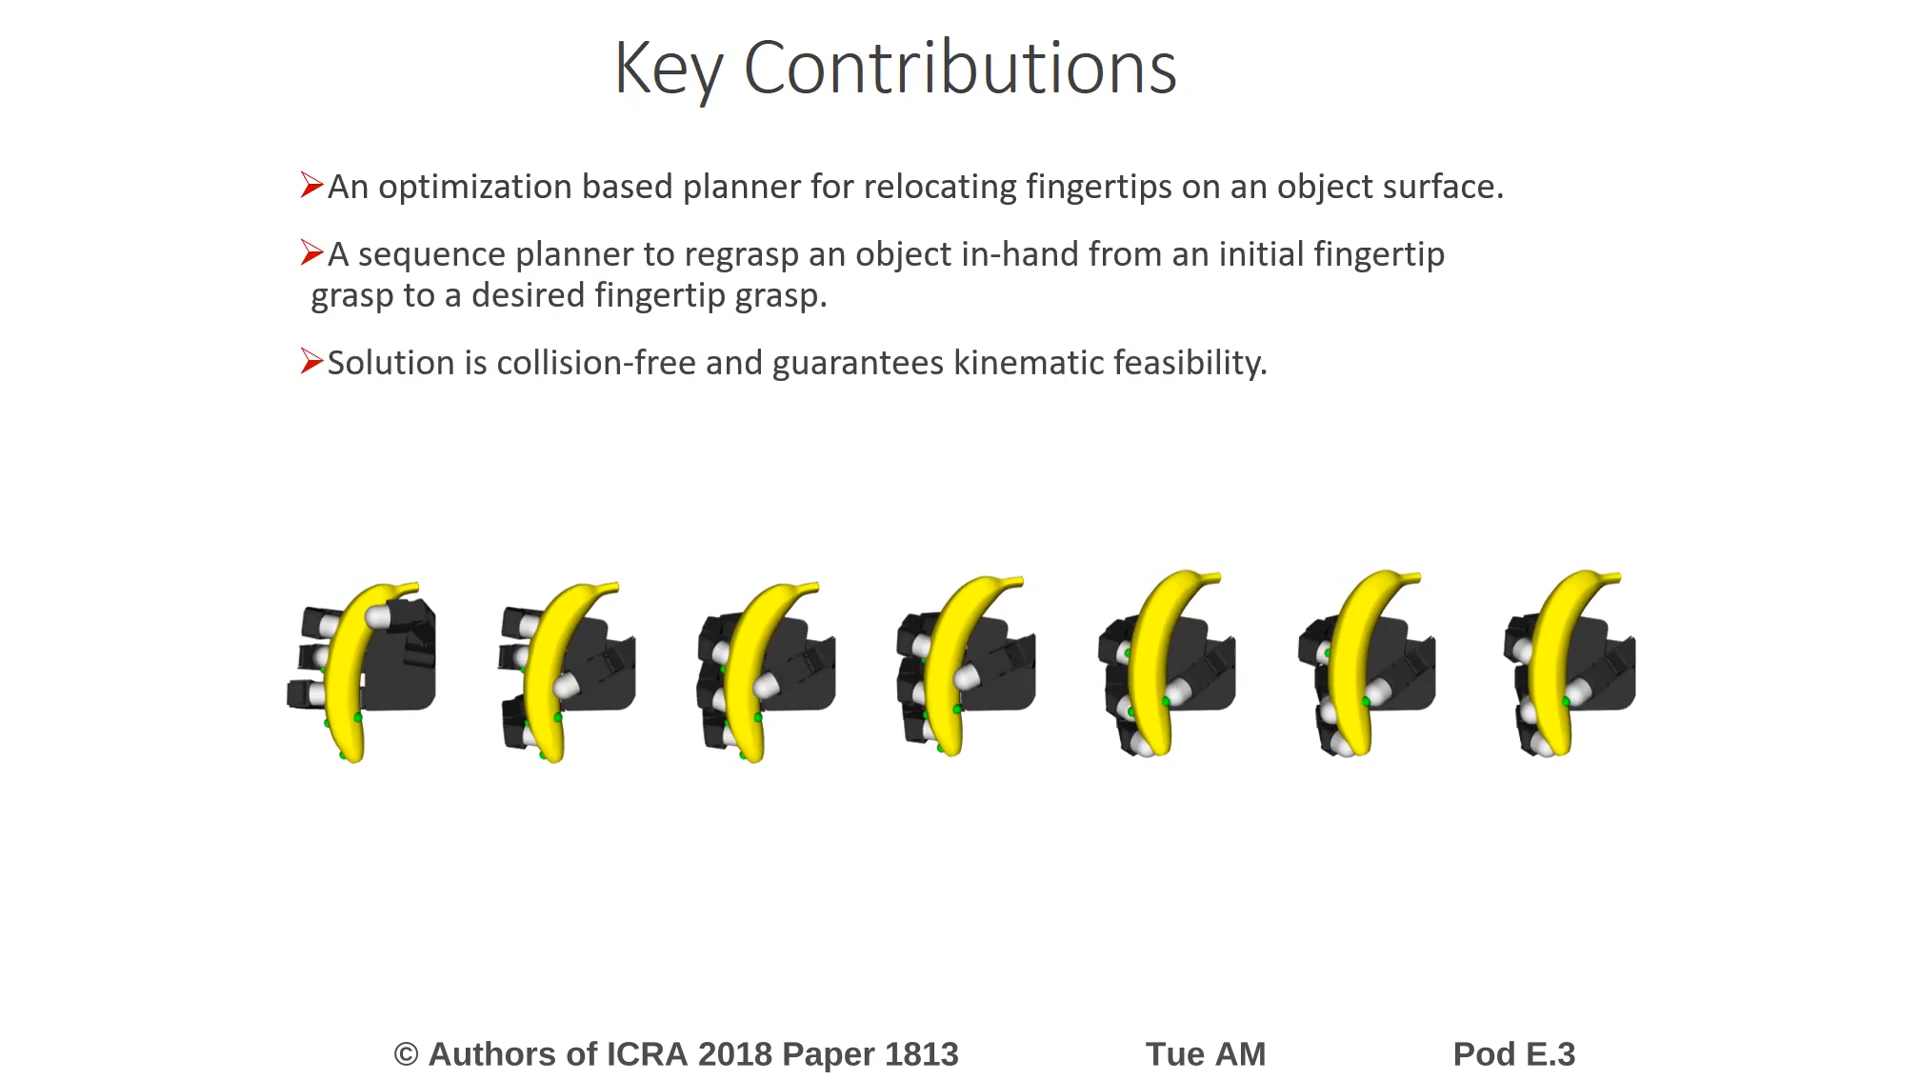 Key Contributions
An optimization based planner for relocating fingertips on an object surface.
A sequence planner to regrasp an object in-hand from an initial fingertip
grasp to a desired fingertip grasp.
Solution is collision-free and guarantees kinematic feasibility.
© Authors of ICRA 2018 Paper 1813 Tue AM Pod E.3